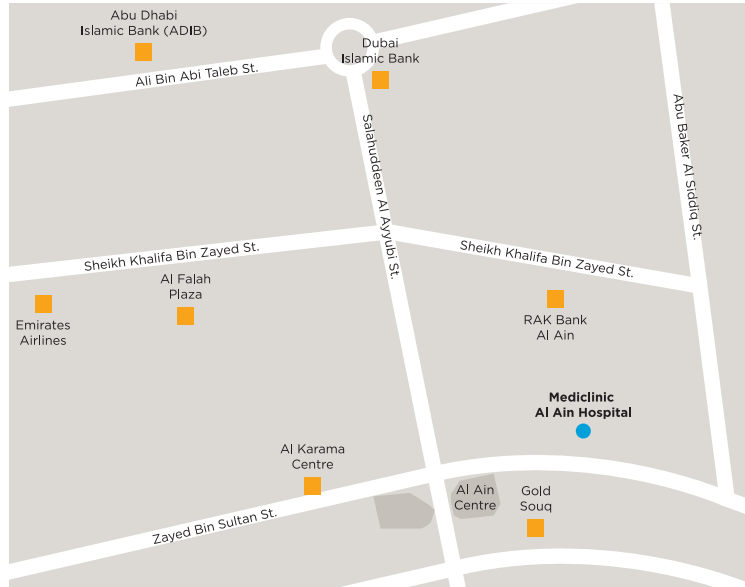 Abu Dhabi
Islamic Bank (ADIB)
Dubai
Islamic Bank
Ali Bin Abi Taleb St.
Salahuddeen Al Ayyubi St.
Abu Baker Al Siddiq St.
Sheikh Khalifa Bin Zayed St.
Sheikh Khalifa Bin Zayed St.
Al Falah
Plaza
Emirates
Airlines
RAK Bank
Al Ain
Mediclinic
Al Ain Hospital
Al Karama
Centre
Al Ain
Centre
Gold
Souq
Zayed Bin Sultan St.